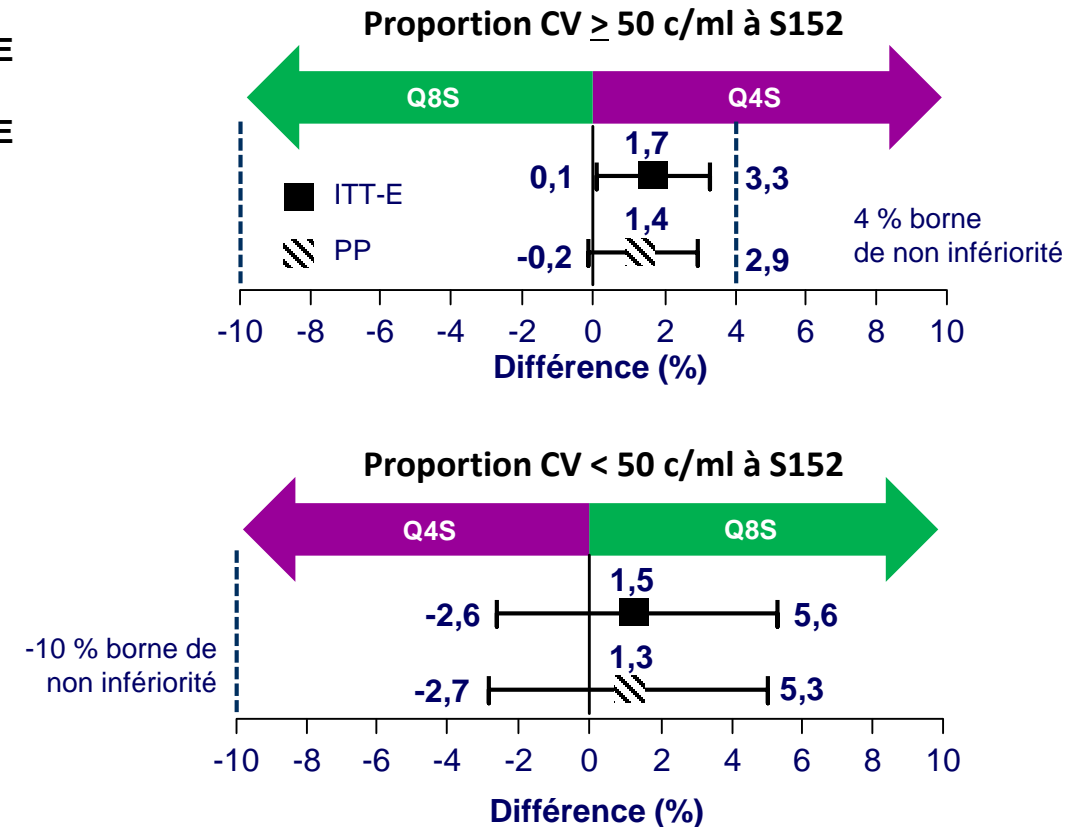 Proportion CV ≥ 50 c/ml à S152
E
E
Q8S
Q4S
1,7
0,1
3,3
ITT-E
1,4
PP
-0,2
2,9
4 % borne
de non infériorité
-10 -8 -6 -4 -2 0 2 4 6 8 10
Différence (%)
Proportion CV < 50 c/ml à S152
Q4S
Q8S
1,5
-2,6
5,6
-10 % borne de
non infériorité
1,3
-2,7
5,3
-10 -8 -6 -4 -2 0 2 4 6 8 10
Différence (%)